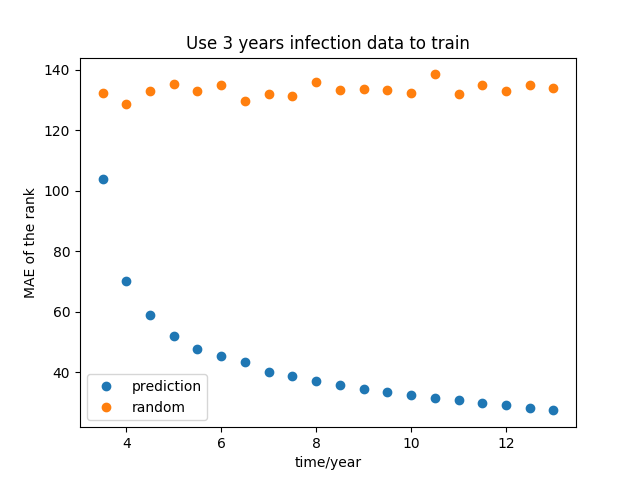 Use 3 years infection data to train
MAE of the rank
140
120
100
80
60
40
prediction
random
4 6 8 10 12
time/year